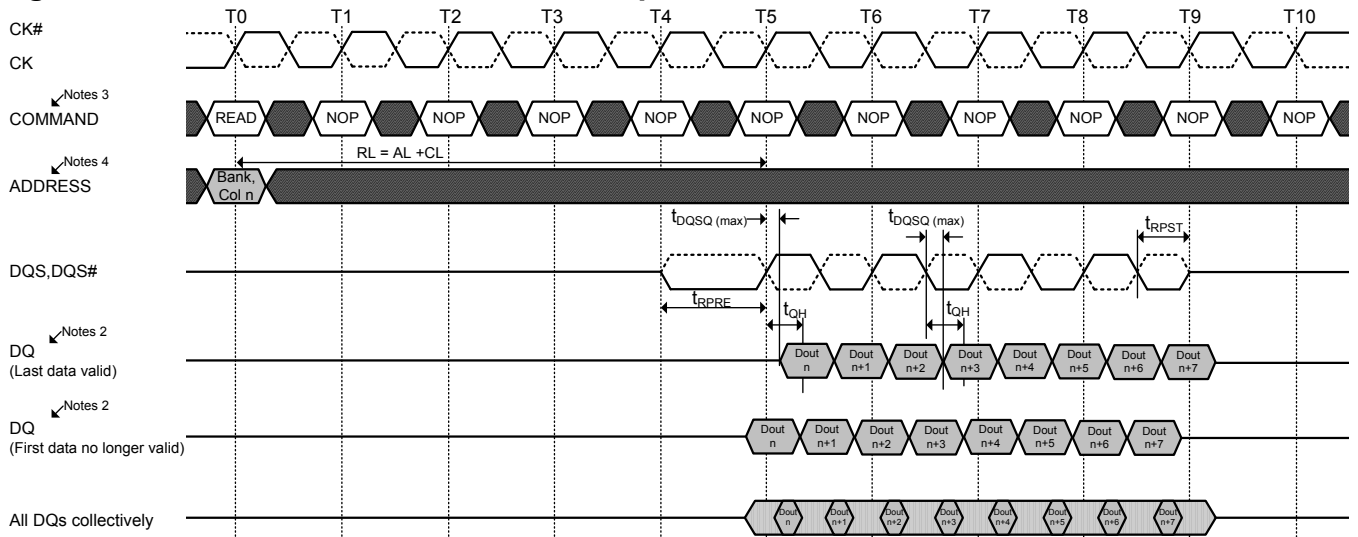 T0 T1 T2 T3 T4 T5 T6 T7 T8 T9 T10
CK#
CK
Notes 3
COMMAND
READ NOP NOP NOP NOP NOP NOP NOP NOP NOP NOP
RL = AL +CL
Notes 4
ADDRESS
Bank,
Col n
tDQSQ (max) tDQSQ (max) tRPST
DQS,DQS#
tRPRE tQH tQH
Notes 2
DQ
(Last data valid)
Dout n Dout n+1 Dout n+2 Dout n+3 Dout n+4 Dout n+5 Dout n+6 Dout n+7
Notes 2
DQ
(First data no longer valid)
Dout n Dout n+1 Dout n+2 Dout n+3 Dout n+4 Dout n+5 Dout n+6 Dout n+7
All DQs collectively
Dout n Dout n+1 Dout n+2 Dout n+3 Dout n+4 Dout n+5 Dout n+6 Dout n+7